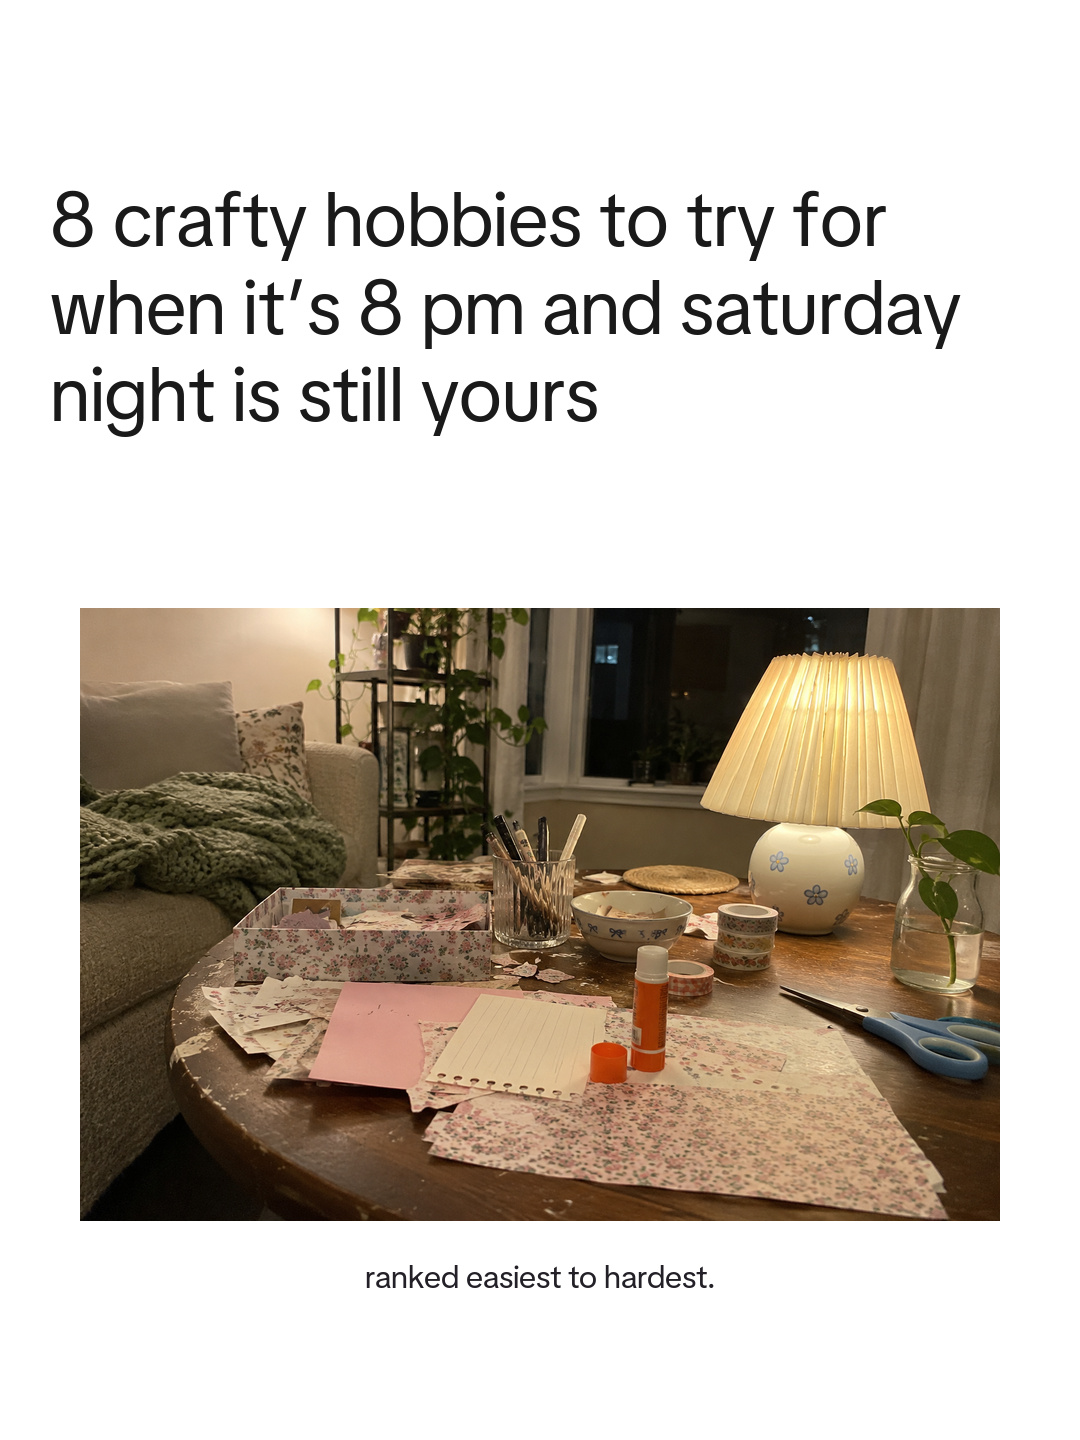 8 crafty hobbies to try for
when it’s 8 pm and saturday
night is still yours
ranked easiest to hardest.